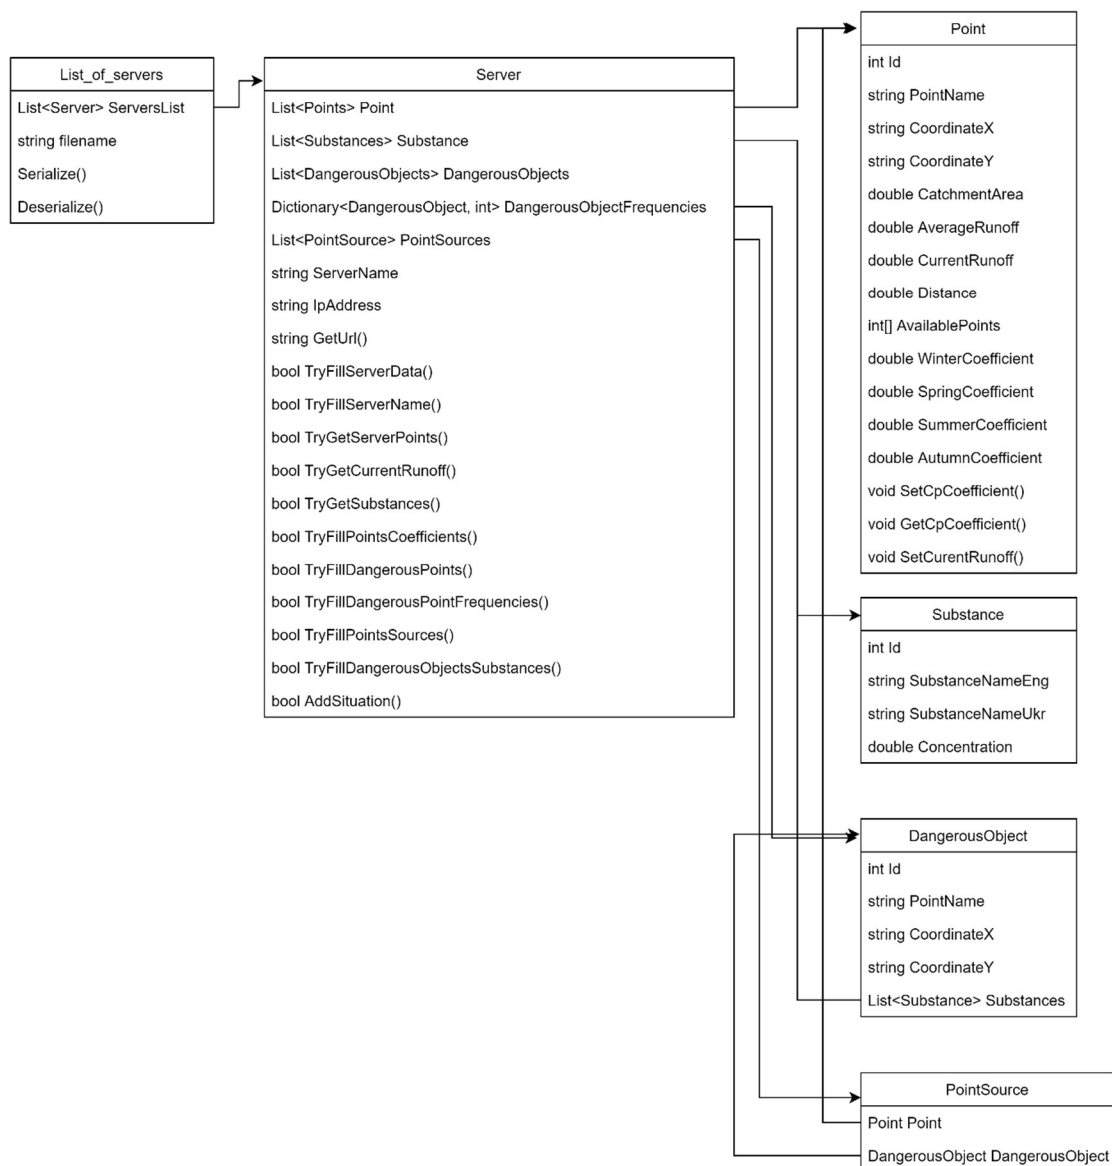 List_of_servers
List<Server> ServersList
string filename
Serialize()
Deserialize()
Server
List<Points> Point
List<Substances> Substance
List<DangerousObjects> DangerousObjects
Dictionary<DangerousObject, int> DangerousObjectFrequencies
List<PointSource> PointSources
string ServerName
string IpAddress
string GetUrl()
bool TryFillServerData()
bool TryFillServerName()
bool TryGetServerPoints()
bool TryGetCurrentRunoff()
bool TryGetSubstances()
bool TryFillPointsCoefficients()
bool TryFillDangerousPoints()
bool TryFillDangerousPointFrequencies()
bool TryFillPointsSources()
bool TryFillDangerousObjectsSubstances()
bool AddSituation()
Point
int Id
string PointName
string CoordinateX
string CoordinateY
double CatchmentArea
double AverageRunoff
double CurrentRunoff
double Distance
int[] AvailablePoints
double WinterCoefficient
double SpringCoefficient
double SummerCoefficient
double AutumnCoefficient
void SetCpCoefficient()
void GetCpCoefficient()
void SetCurentRunoff()
Substance
int Id
string SubstanceNameEng
string SubstanceNameUkr
double Concentration
DangerousObject
int Id
string PointName
string CoordinateX
string CoordinateY
List<Substance> Substances
PointSource
Point Point
DangerousObject DangerousObject